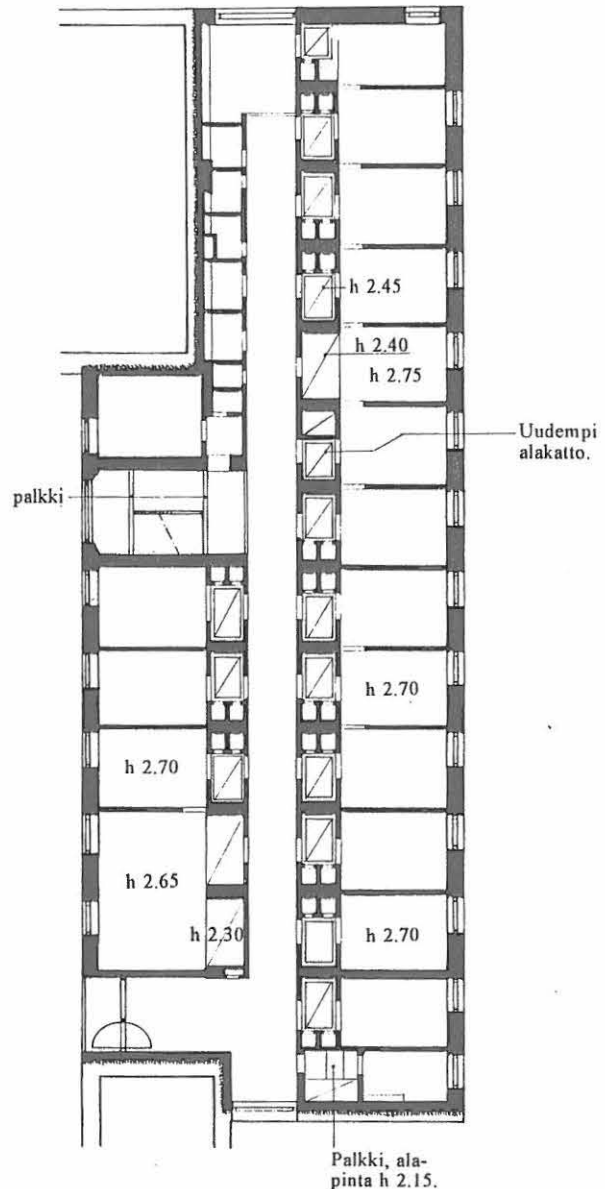 h 2.45
h 2.40
h 2.75
Uudempi
alakatto.
palkki
h 2.70
h 2.70
h 2.65
h 2.30
h 2.70
Palkki, ala-
pinta h 2.15.